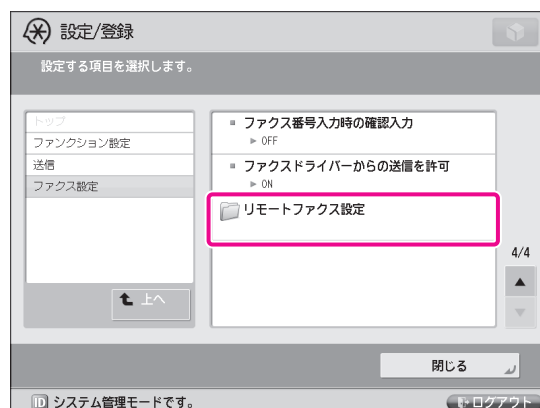 設定/登録
設定する項目を選択します。
トップ
ファンクション設定
送信
ファクス設定
上へ
ファクス番号入力時の確認入力
► OFF
ファクスドライバーからの送信を許可
► ON
リモートファクス設定
4/4
閉じる
ID システム管理モードです。
ログアウト